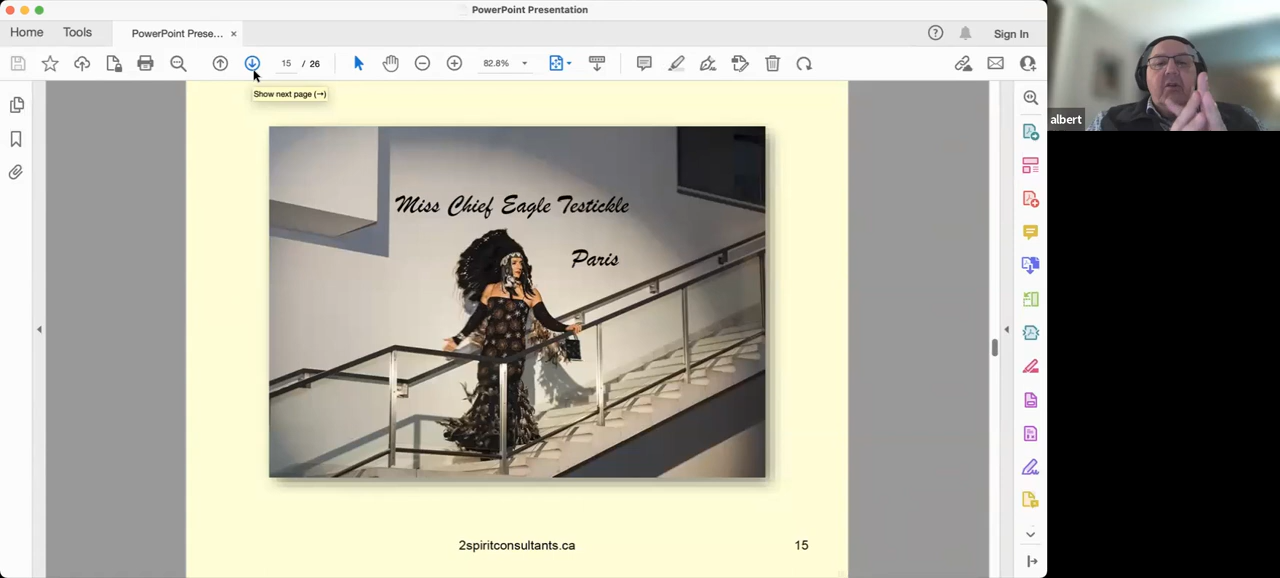 PowerPoint Presentation
Home
Tools
PowerPoint Prese...
×
Sign In
15 / 26
82.8%
Show next page (→)
albert
Miss Chief Eagle Testickle
Paris
2spiritconsultants.ca
15